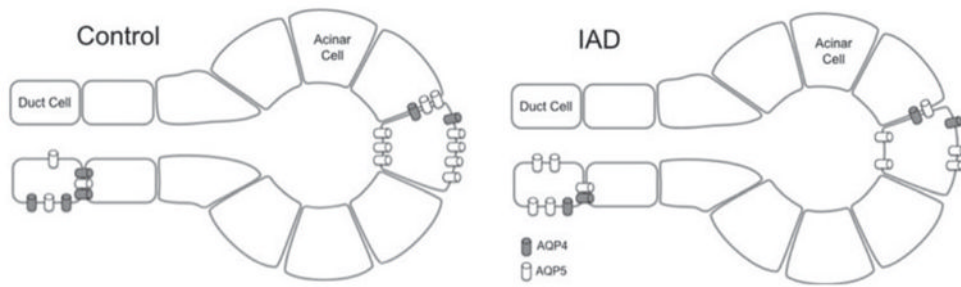 Control
Acinar
Cell
Duct Cell
IAD
Acinar
Cell
Duct Cell
AQP4
AQP5